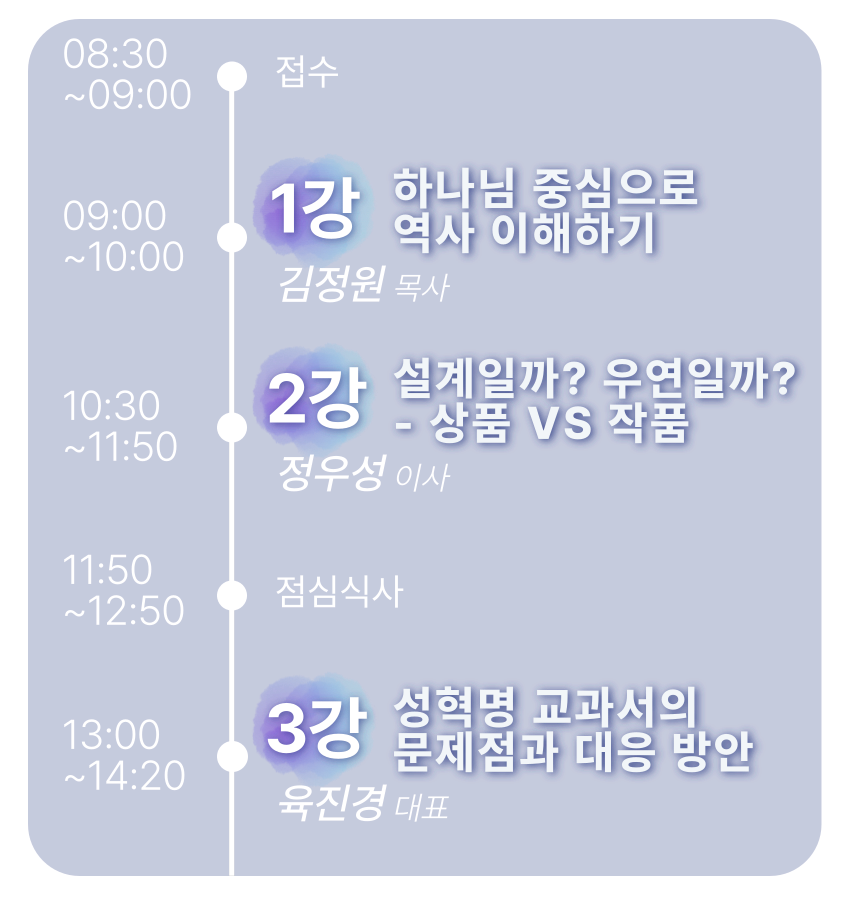 08:30
~09:00
접수
09:00
~10:00
1강
하나님 중심으로
역사 이해하기
김정원 목사
10:30
~11:50
2강
설계일까? 우연일까?
- 상품 VS 작품
정우성 이사
11:50
~12:50
점심식사
13:00
~14:20
3강
성혁명 교과서의
문제점과 대응 방안
육진경 대표